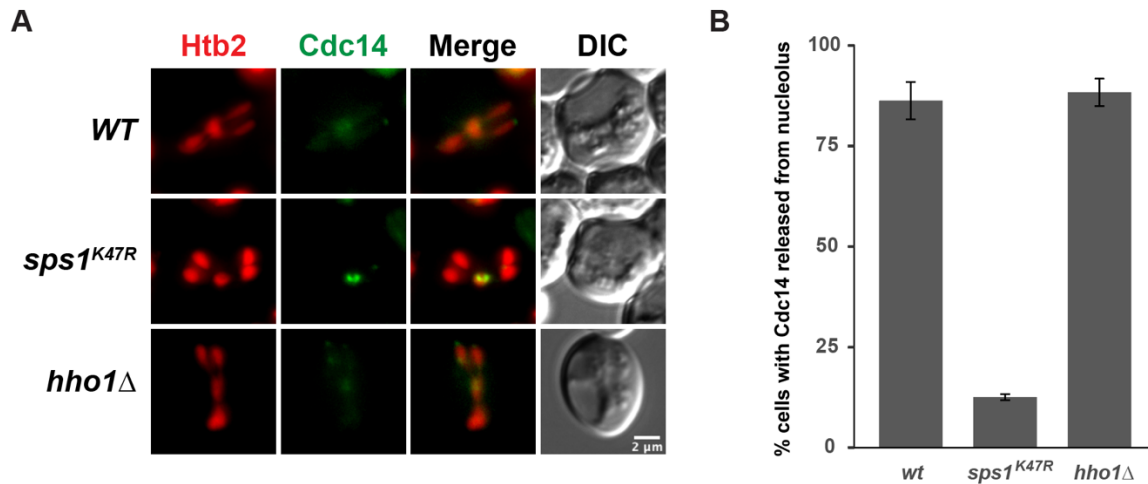 A
Htb2 Cdc14 Merge DIC
WT
sps1K47R
hho1Δ
2 µm
B
% cells with Cdc14 released from nucleolus
100
75
50
25
0
wt sps1K47R hho1Δ